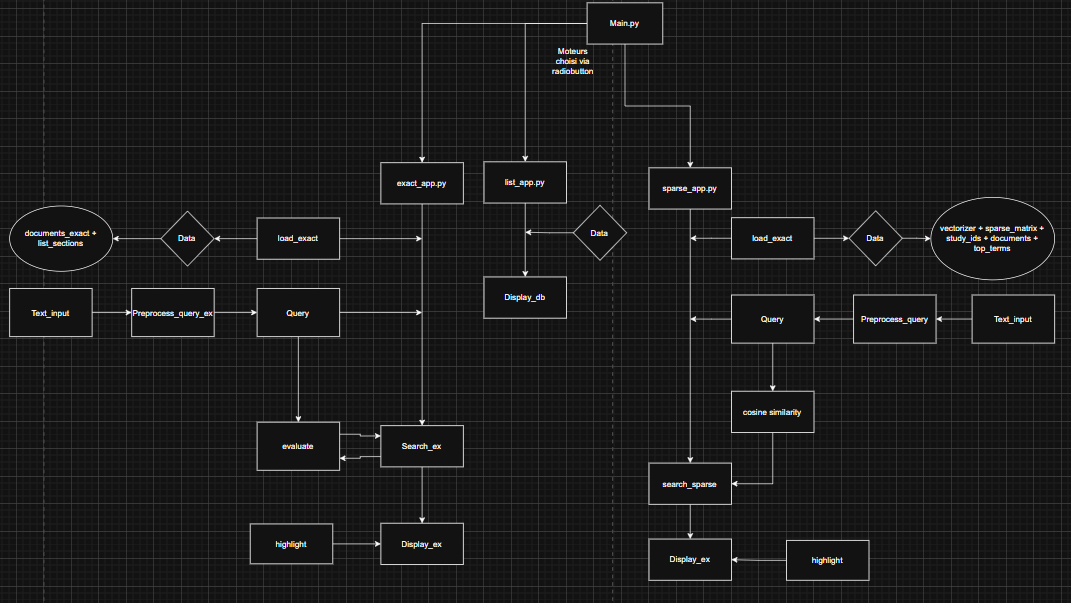 Main.py
Moteurs
choisi via
radiobutton
exact_app.py
list_app.py
sparse_app.py
documents_exact +
list_sections
Data
load_exact
Data
load_exact
Data
vectorizer + sparse_matrix +
study_ids + documents +
top_terms
Display_db
Text_input
Preprocess_query_ex
Query
Query
Preprocess_query
Text_input
cosine similarity
evaluate
Search_ex
search_sparse
highlight
Display_ex
Display_ex
highlight